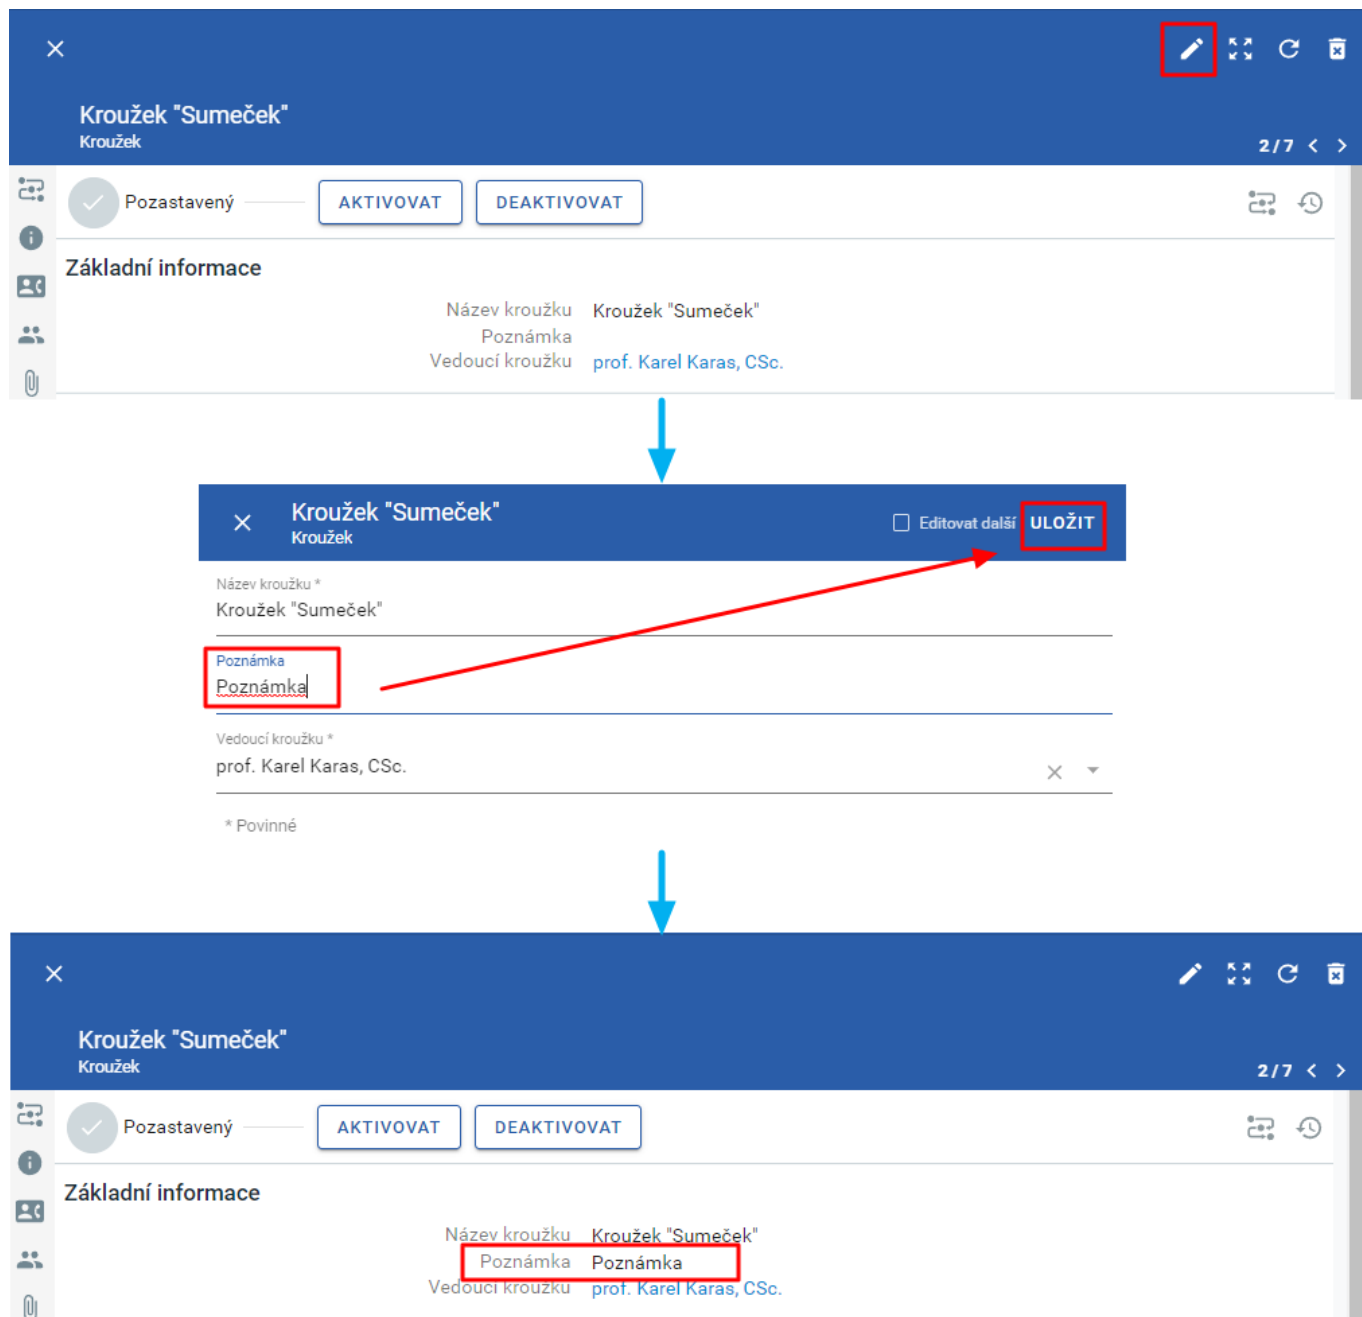 Kroužek "Sumeček"
Kroužek
2/7
Pozastavený AKTIVOVAT DEAKTIVOVAT
Základní informace
Název kroužku Kroužek "Sumeček"
Poznámka
Vedoucí kroužku prof. Karel Karas, CSc.
Kroužek "Sumeček"
Kroužek
Editovat další ULOŽIT
Název kroužku *
Kroužek "Sumeček"
Poznámka
Poznámka
Vedoucí kroužku *
prof. Karel Karas, CSc.
* Povinné
Kroužek "Sumeček"
Kroužek
2/7
Pozastavený AKTIVOVAT DEAKTIVOVAT
Základní informace
Název kroužku Kroužek "Sumeček"
Poznámka Poznámka
Vedoucí kroužku prof. Karel Karas, CSc.